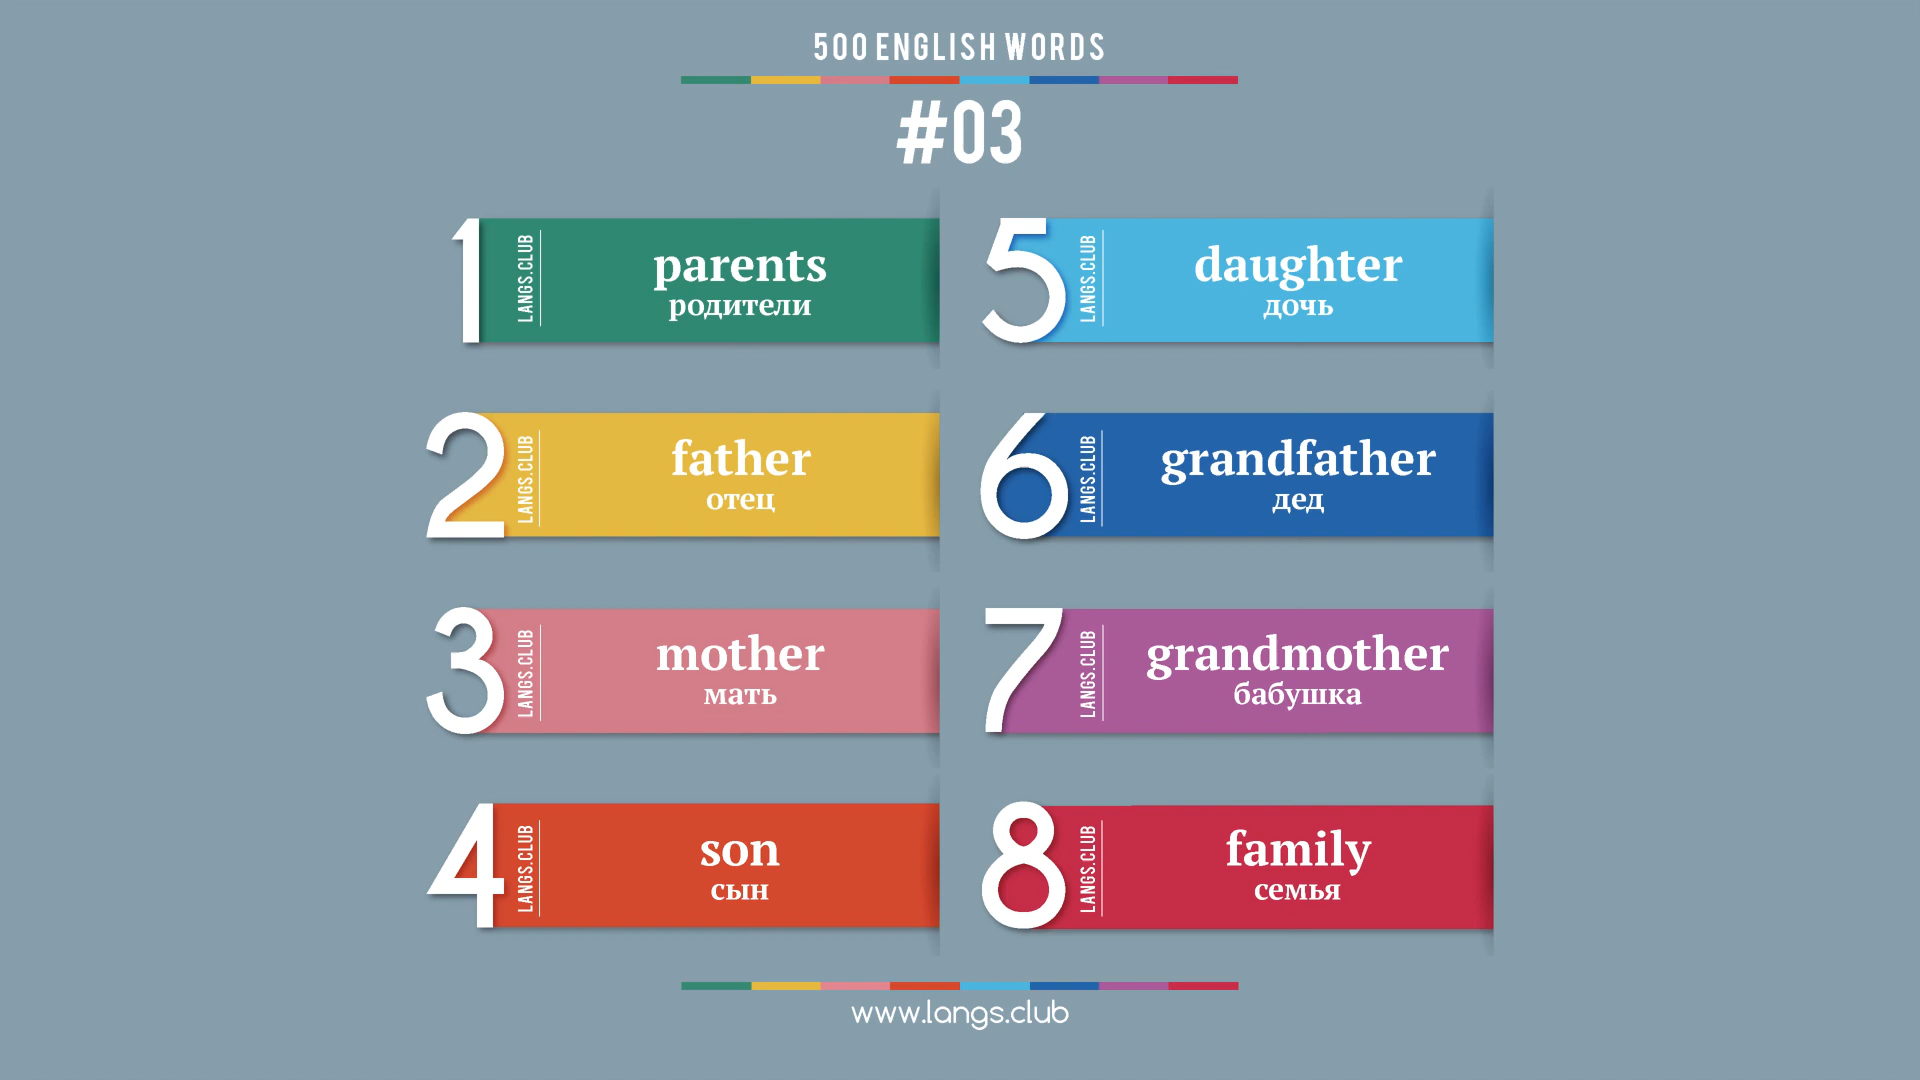 500 ENGLISH WORDS
#03
1
LANGS.CLUB
parents
родители
2
LANGS.CLUB
father
отец
3
LANGS.CLUB
mother
мать
4
LANGS.CLUB
son
сын
5
LANGS.CLUB
daughter
дочь
6
LANGS.CLUB
grandfather
дед
7
LANGS.CLUB
grandmother
бабушка
8
LANGS.CLUB
family
семья
www.langs.club